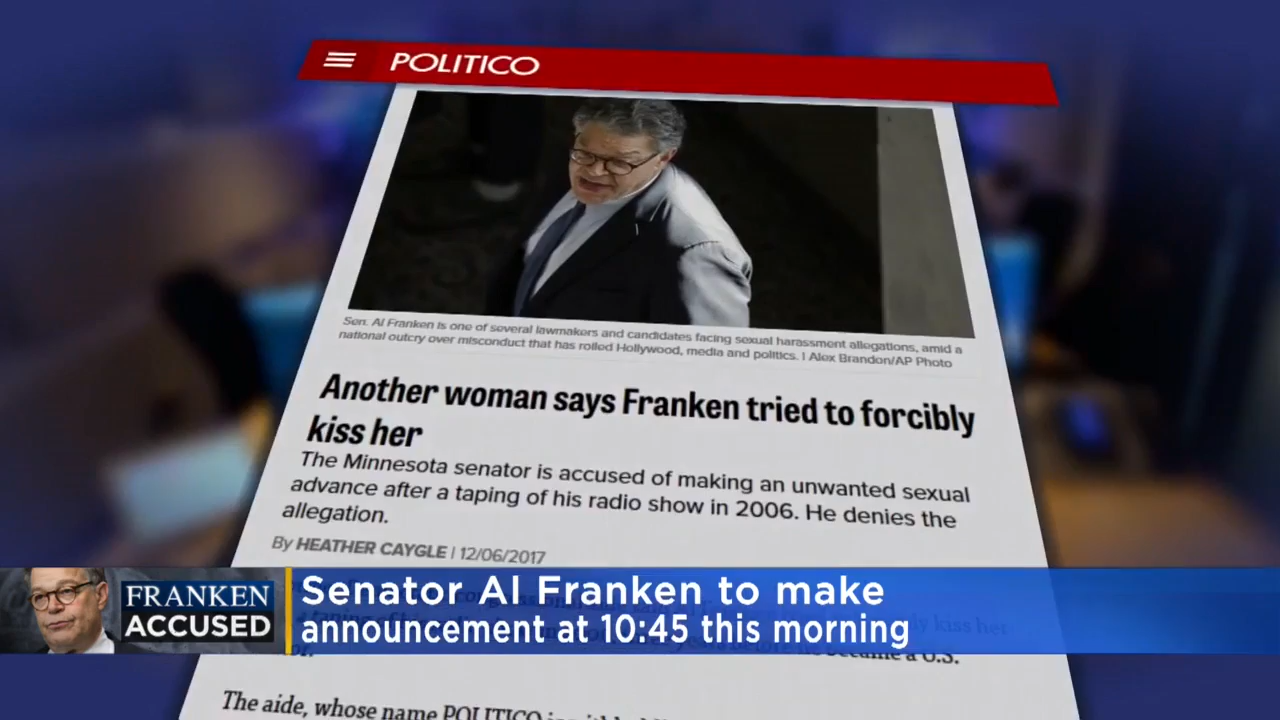 POLITICO
Sen. Al Franken is one of several lawmakers and candidates facing sexual harassment allegations, amid a
national outcry over misconduct that has roiled Hollywood, media and politics. | Alex Brandon/AP Photo
Another woman says Franken tried to forcibly
kiss her
The Minnesota senator is accused of making an unwanted sexual
advance after a taping of his radio show in 2006. He denies the
allegation.
By HEATHER CAYGLE | 12/06/2017
FRANKEN
ACCUSED
Senator Al Franken to make
announcement at 10:45 this morning
kiss her
became a U.S.
The aide, whose name POLITICO is